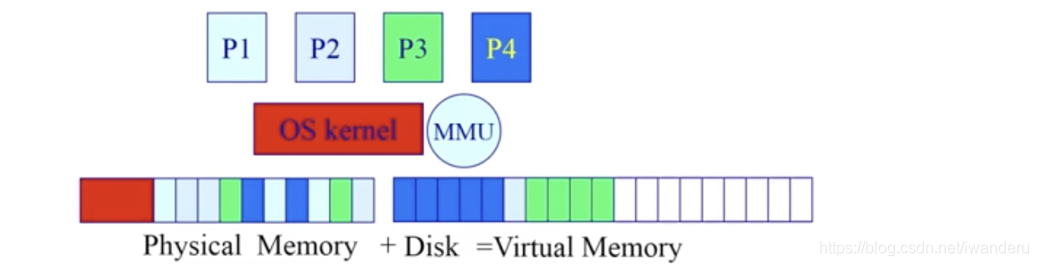 P1 P2 P3 P4
OS kernel MMU
Physical Memory + Disk =Virtual Memory
https://blog.csdn.net/iwanderu